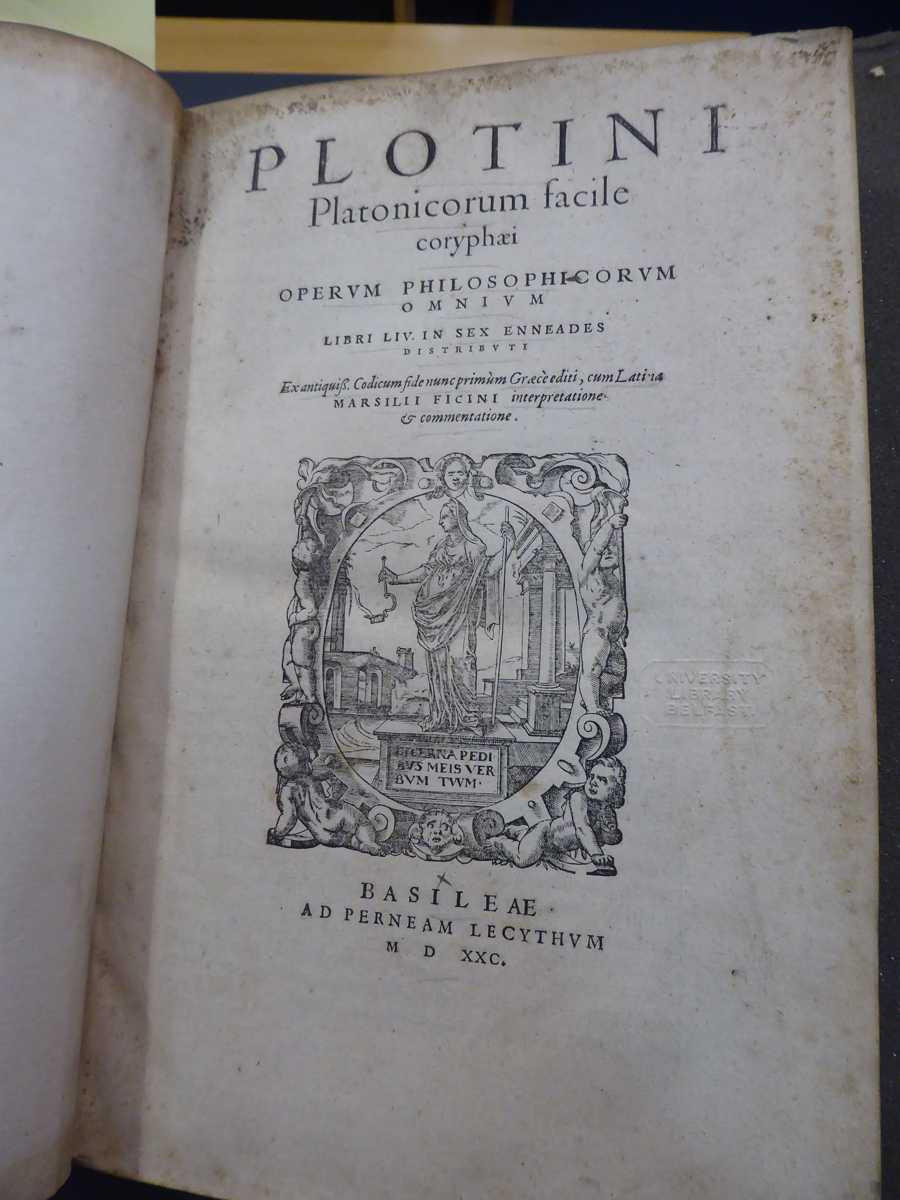 PLOTINI
Platonicorum facile
coryphæi
OPERVM PHILOSOPHICORVM
OMNIVM
LIBRI LIV. IN SEX ENNEADES
DISTRIBVTI
Ex antiquiß. Codicum fide nunc primùm Græcè editi, cum Latina
MARSILII FICINI interpretatione
& commentatione.
LUCERNA PEDI
BUS MEIS VER
BVM TVVM.
UNIVERSITY
LIBRARY
BELFAST.
BASILEAE
AD PERNEAM LECYTHVM
M D XXC.